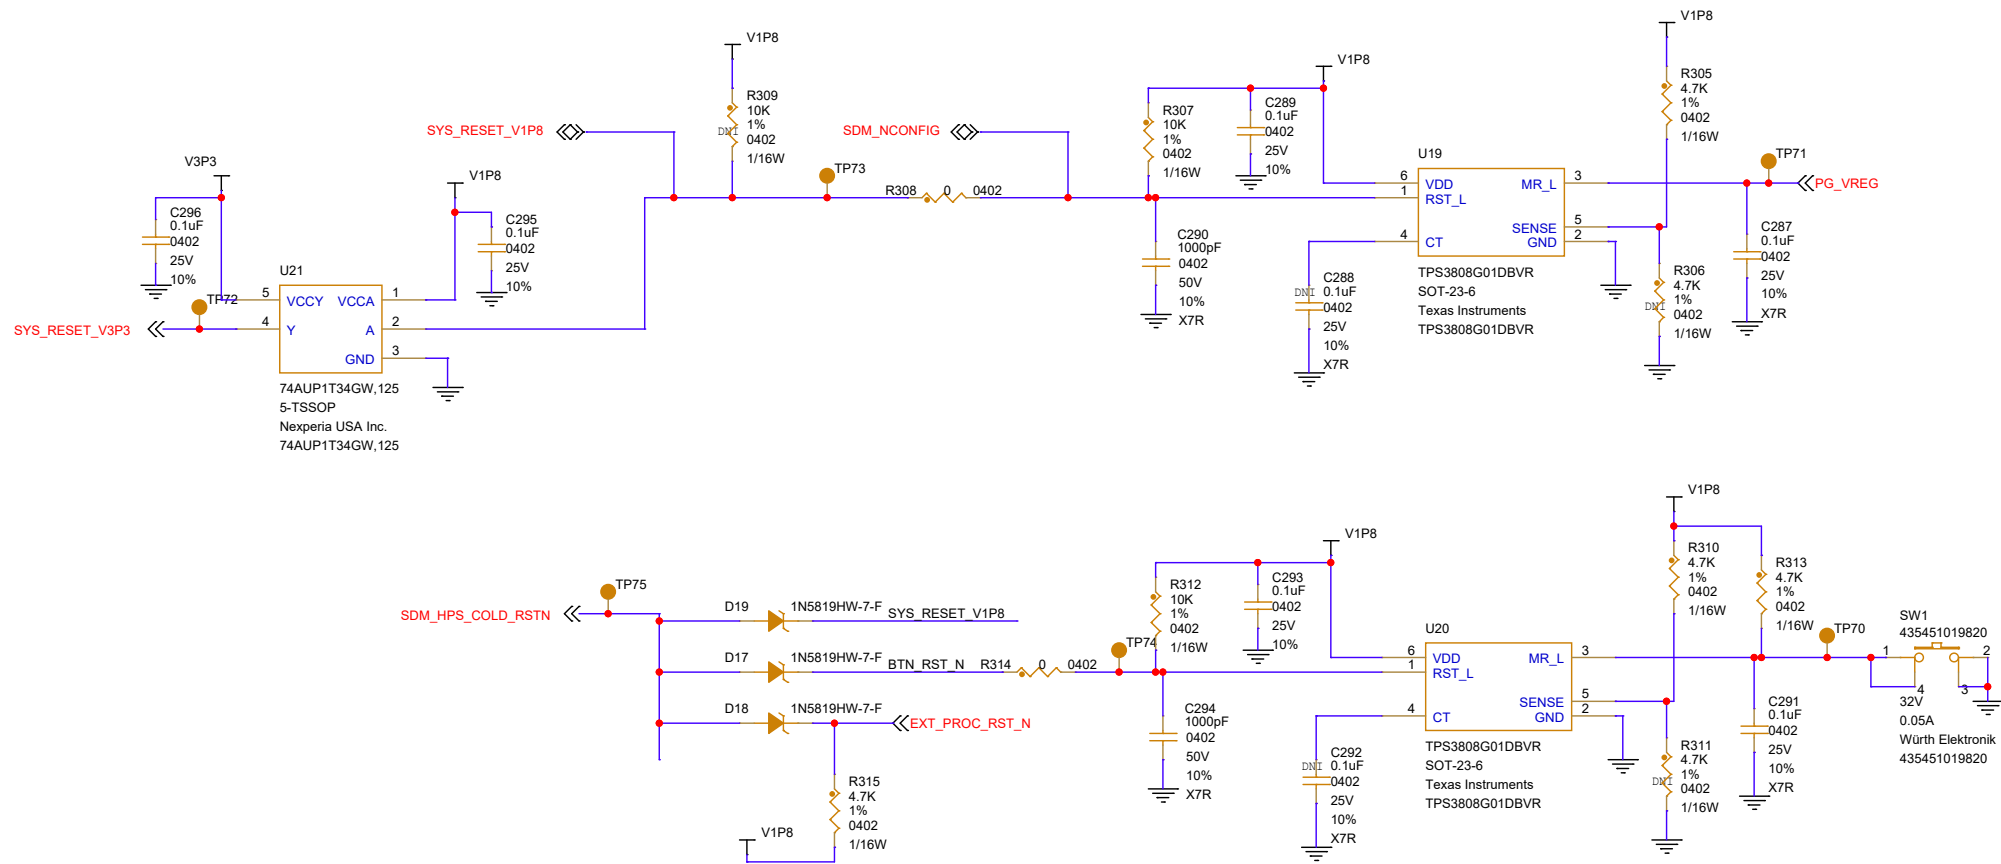 V1P8
R309
10K
1%
0402
1/16W
DNI
SYS_RESET_V1P8
TP73
SDM_NCONFIG
R308
0
0402
V1P8
R307
10K
1%
0402
1/16W
C289
0.1uF
0402
25V
10%
V1P8
R305
4.7K
1%
0402
1/16W
TP71
PG_VREG
U19
6
VDD
1
RST_L
4
CT
MR_L
3
SENSE
5
GND
2
TPS3808G01DBVR
SOT-23-6
Texas Instruments
TPS3808G01DBVR
C290
1000pF
0402
50V
10%
X7R
C288
DNI
0.1uF
0402
25V
10%
X7R
R306
4.7K
1%
DNI
0402
1/16W
C287
0.1uF
0402
25V
10%
X7R
V3P3
C296
0.1uF
0402
25V
10%
V1P8
C295
0.1uF
0402
25V
10%
TP72
SYS_RESET_V3P3
U21
5
VCCY
VCCA
1
4
Y
A
2
GND
3
74AUP1T34GW,125
5-TSSOP
Nexperia USA Inc.
74AUP1T34GW,125
SDM_HPS_COLD_RSTN
TP75
D19
1N5819HW-7-F
SYS_RESET_V1P8
D17
1N5819HW-7-F
BTN_RST_N
R314
0
0402
D18
1N5819HW-7-F
EXT_PROC_RST_N
R315
4.7K
1%
0402
1/16W
V1P8
TP74
V1P8
R312
10K
1%
0402
1/16W
C293
0.1uF
0402
25V
10%
C294
1000pF
0402
50V
10%
X7R
C292
DNI
0.1uF
0402
25V
10%
X7R
U20
6
VDD
1
RST_L
4
CT
MR_L
3
SENSE
5
GND
2
TPS3808G01DBVR
SOT-23-6
Texas Instruments
TPS3808G01DBVR
V1P8
R310
4.7K
1%
0402
1/16W
R313
4.7K
1%
0402
1/16W
R311
4.7K
1%
DNI
0402
1/16W
C291
0.1uF
0402
25V
10%
X7R
TP70
SW1
435451019820
1
2
4
3
32V
0.05A
Würth Elektronik
435451019820